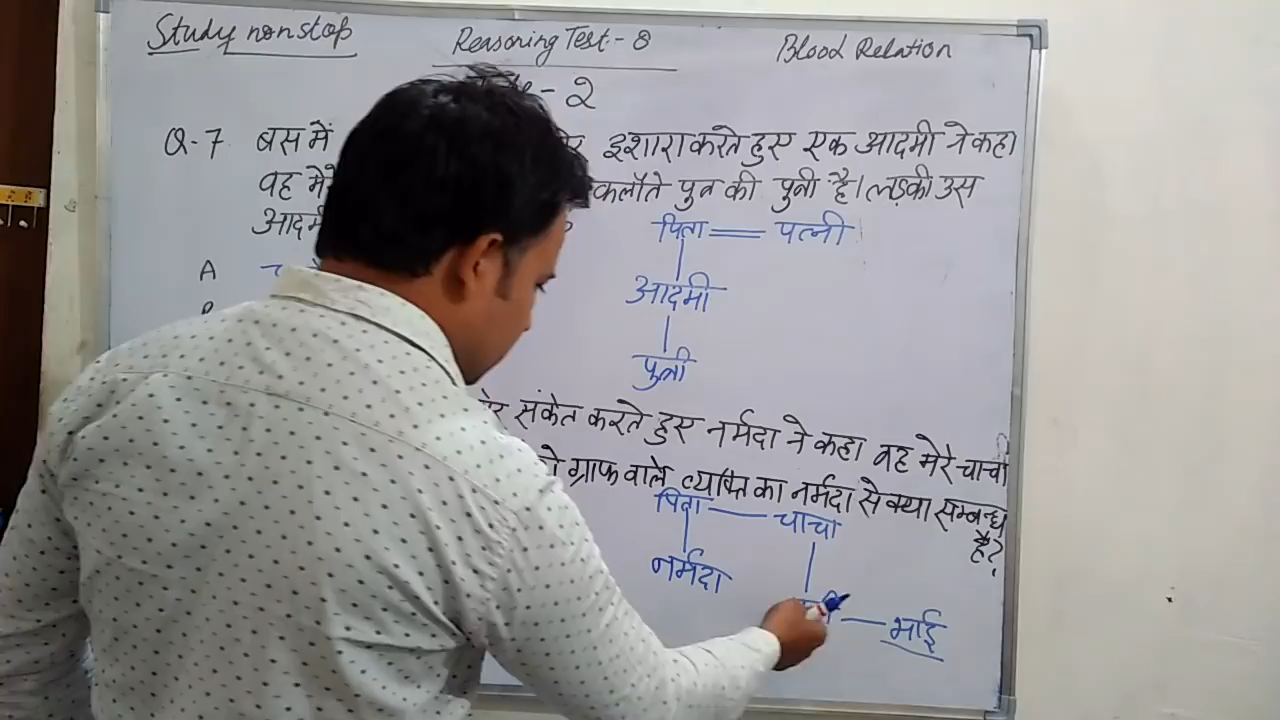 Study nonstop
Reasoning Test-8
Blood Relation
-2
Q-7 बस में इशारा करते हुए एक आदमी ने कहा
वह मेरे कलौते पुत्र की पुत्री है। लड़की उस
आदमी
पिता = पत्नी
A
आदमी
पुत्री
संकेत करते हुए नर्मदा ने कहा वह मेरे चाचा
ग्राफ वाले व्यक्ति का नर्मदा से क्या सम्बन्ध
है?
पिता — चाचा
नर्मदा
— भाई